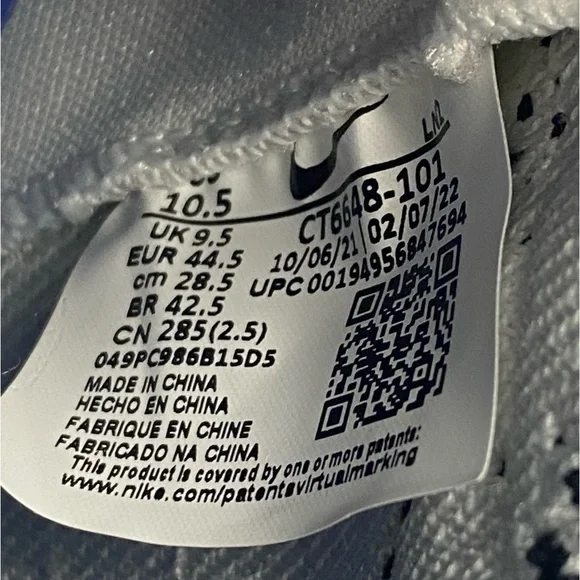 LN2
10.5
UK 9.5
EUR 44.5
cm 28.5
BR 42.5
CN 285(2.5)
049PC986B15D5
CT6648-101
10/06/21 02/07/22
UPC 00194956847694
MADE IN CHINA
HECHO EN CHINA
FABRIQUE EN CHINE
FABRICADO NA CHINA
This product is covered by one or more patents:
www.nike.com/patentsvirtualmarking